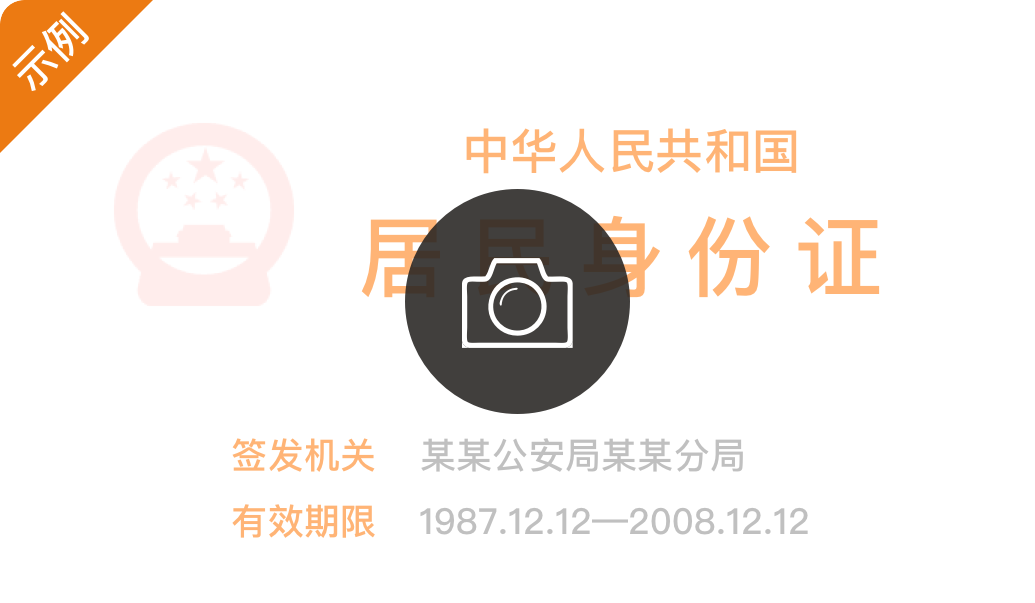 示例
中华人民共和国
居民身份证
签发机关 某某公安局某某分局
有效期限 1987.12.12—2008.12.12